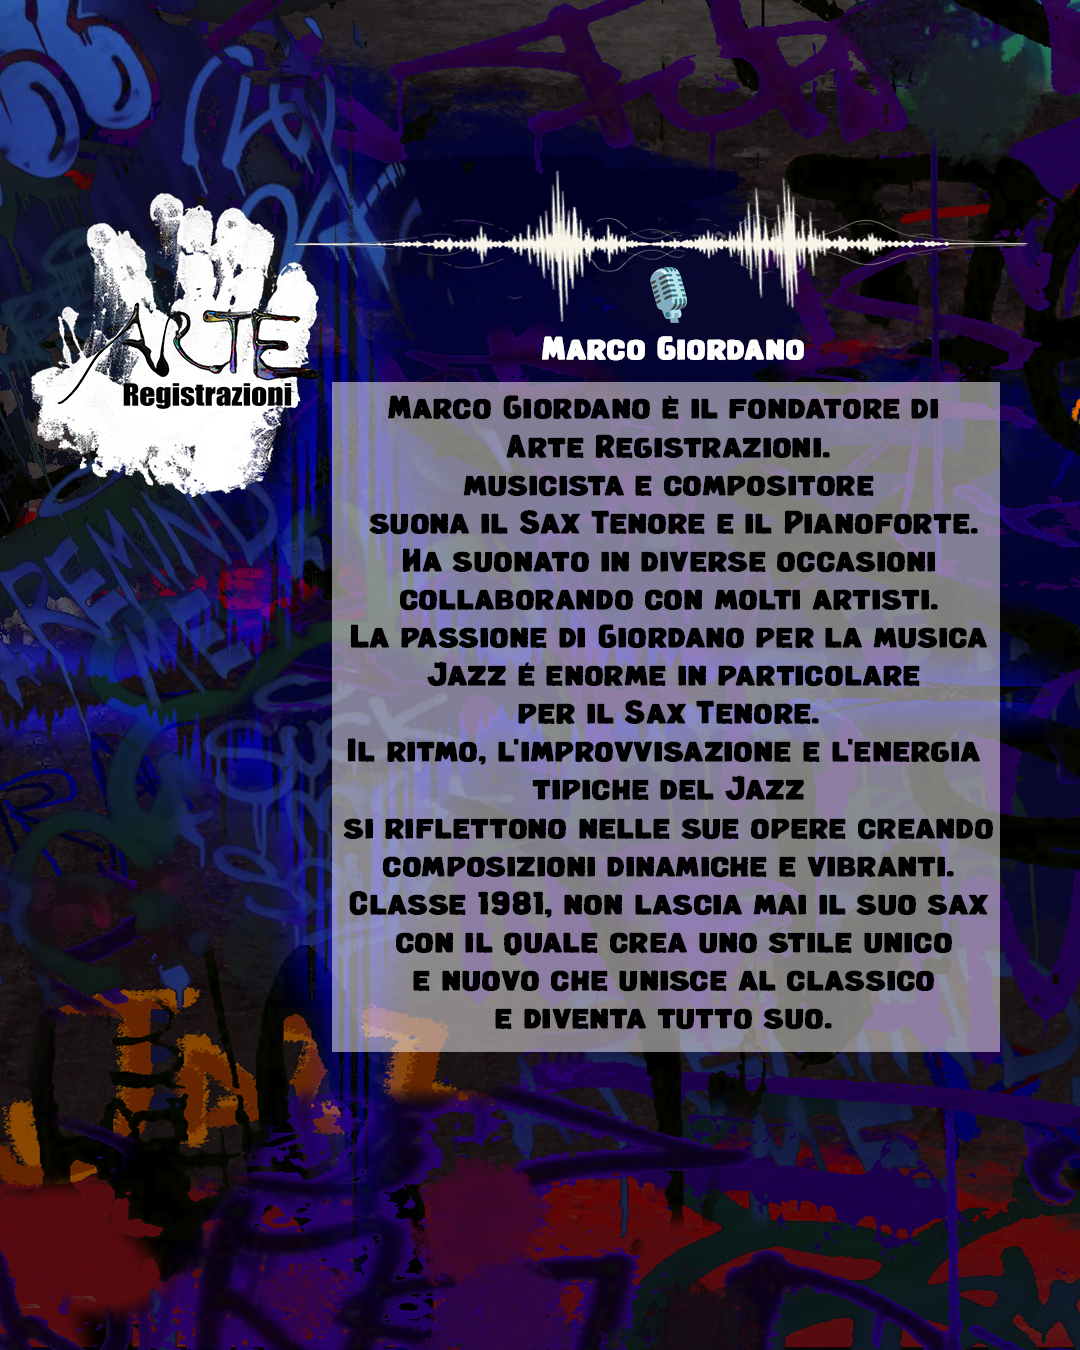 ARTE
Registrazioni
Marco Giordano
Marco Giordano è il fondatore di
Arte Registrazioni.
musicista e compositore
suona il Sax Tenore e il Pianoforte.
Ha suonato in diverse occasioni
collaborando con molti artisti.
La passione di Giordano per la musica
Jazz é enorme in particolare
per il Sax Tenore.
Il ritmo, l'improvvisazione e l'energia
tipiche del Jazz
si riflettono nelle sue opere creando
composizioni dinamiche e vibranti.
Classe 1981, non lascia mai il suo sax
con il quale crea uno stile unico
e nuovo che unisce al classico
e diventa tutto suo.
REMIND
ME